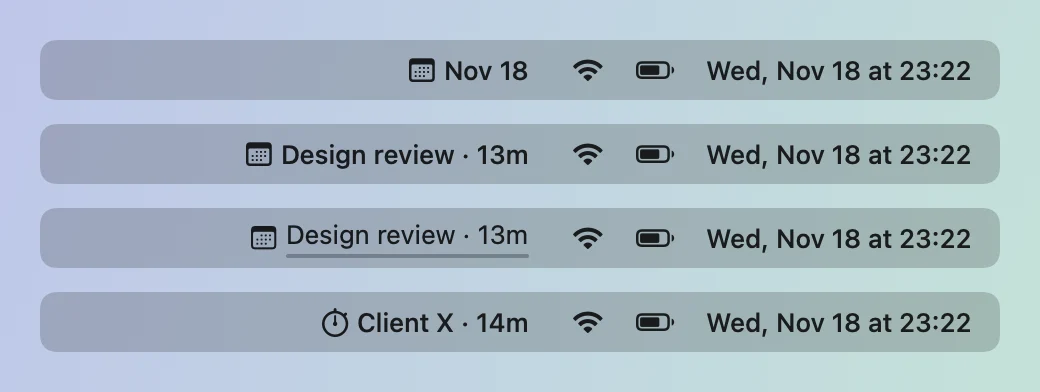 Nov 18 Wed, Nov 18 at 23:22
Design review · 13m Wed, Nov 18 at 23:22
Design review · 13m Wed, Nov 18 at 23:22
Client X · 14m Wed, Nov 18 at 23:22